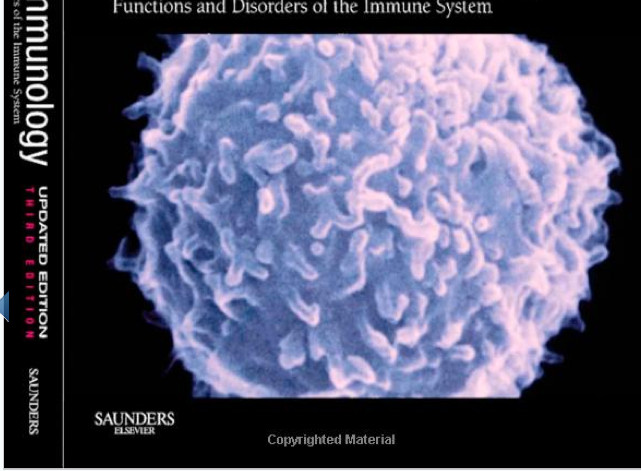 Functions and Disorders of the Immune System
mmunology
rs of the Immune System
UPDATED EDITION
THIRD EDITION
SAUNDERS
SAUNDERS
ELSEVIER
Copyrighted Material